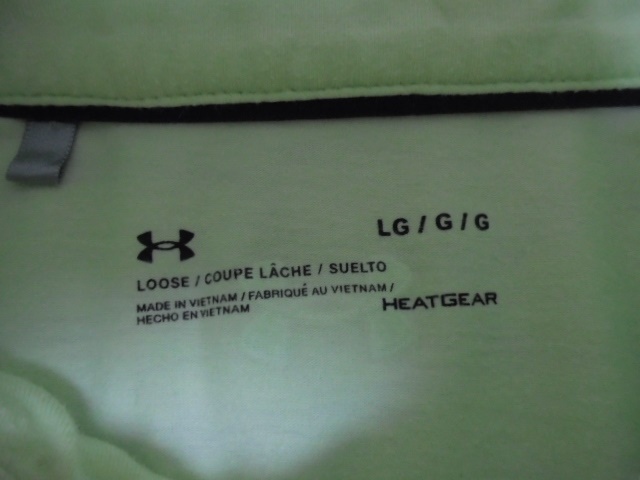 LG / G / G
LOOSE / COUPE LÂCHE / SUELTO
MADE IN VIETNAM / FABRIQUÉ AU VIETNAM /
HECHO EN VIETNAM
HEATGEAR